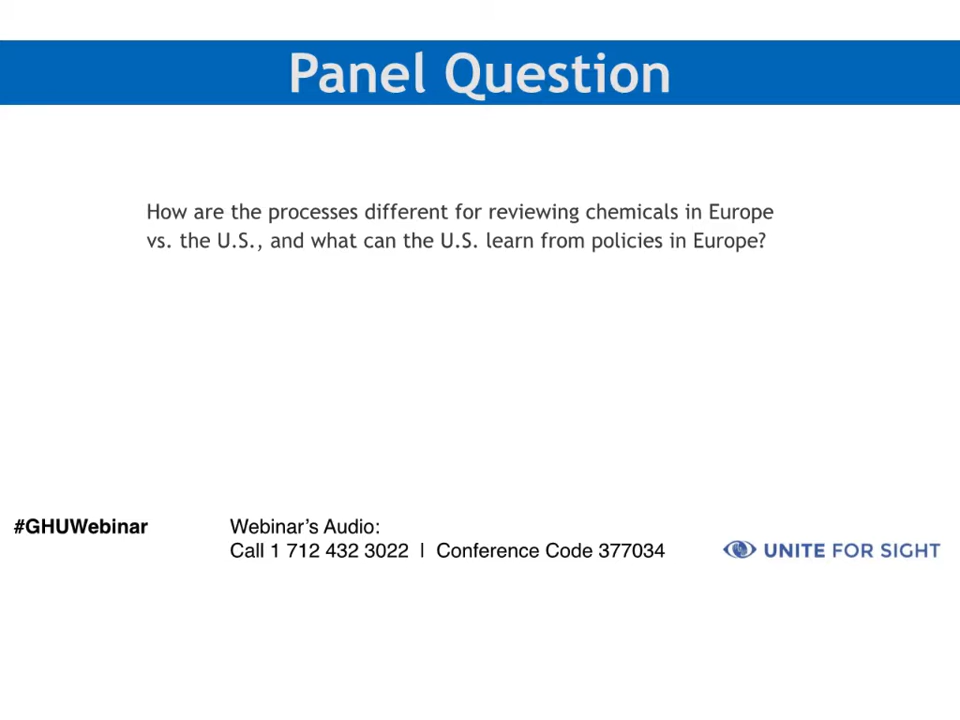 Panel Question
How are the processes different for reviewing chemicals in Europe
vs. the U.S., and what can the U.S. learn from policies in Europe?
#GHUWebinar
Webinar’s Audio:
Call 1 712 432 3022 | Conference Code 377034
UNITE FOR SIGHT